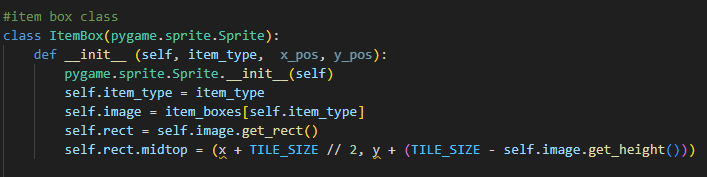 #item box class
class ItemBox(pygame.sprite.Sprite):
    def __init__ (self, item_type,  x_pos, y_pos):
        pygame.sprite.Sprite.__init__(self)
        self.item_type = item_type
        self.image = item_boxes[self.item_type]
        self.rect = self.image.get_rect()
        self.rect.midtop = (x + TILE_SIZE // 2, y + (TILE_SIZE - self.image.get_height()))